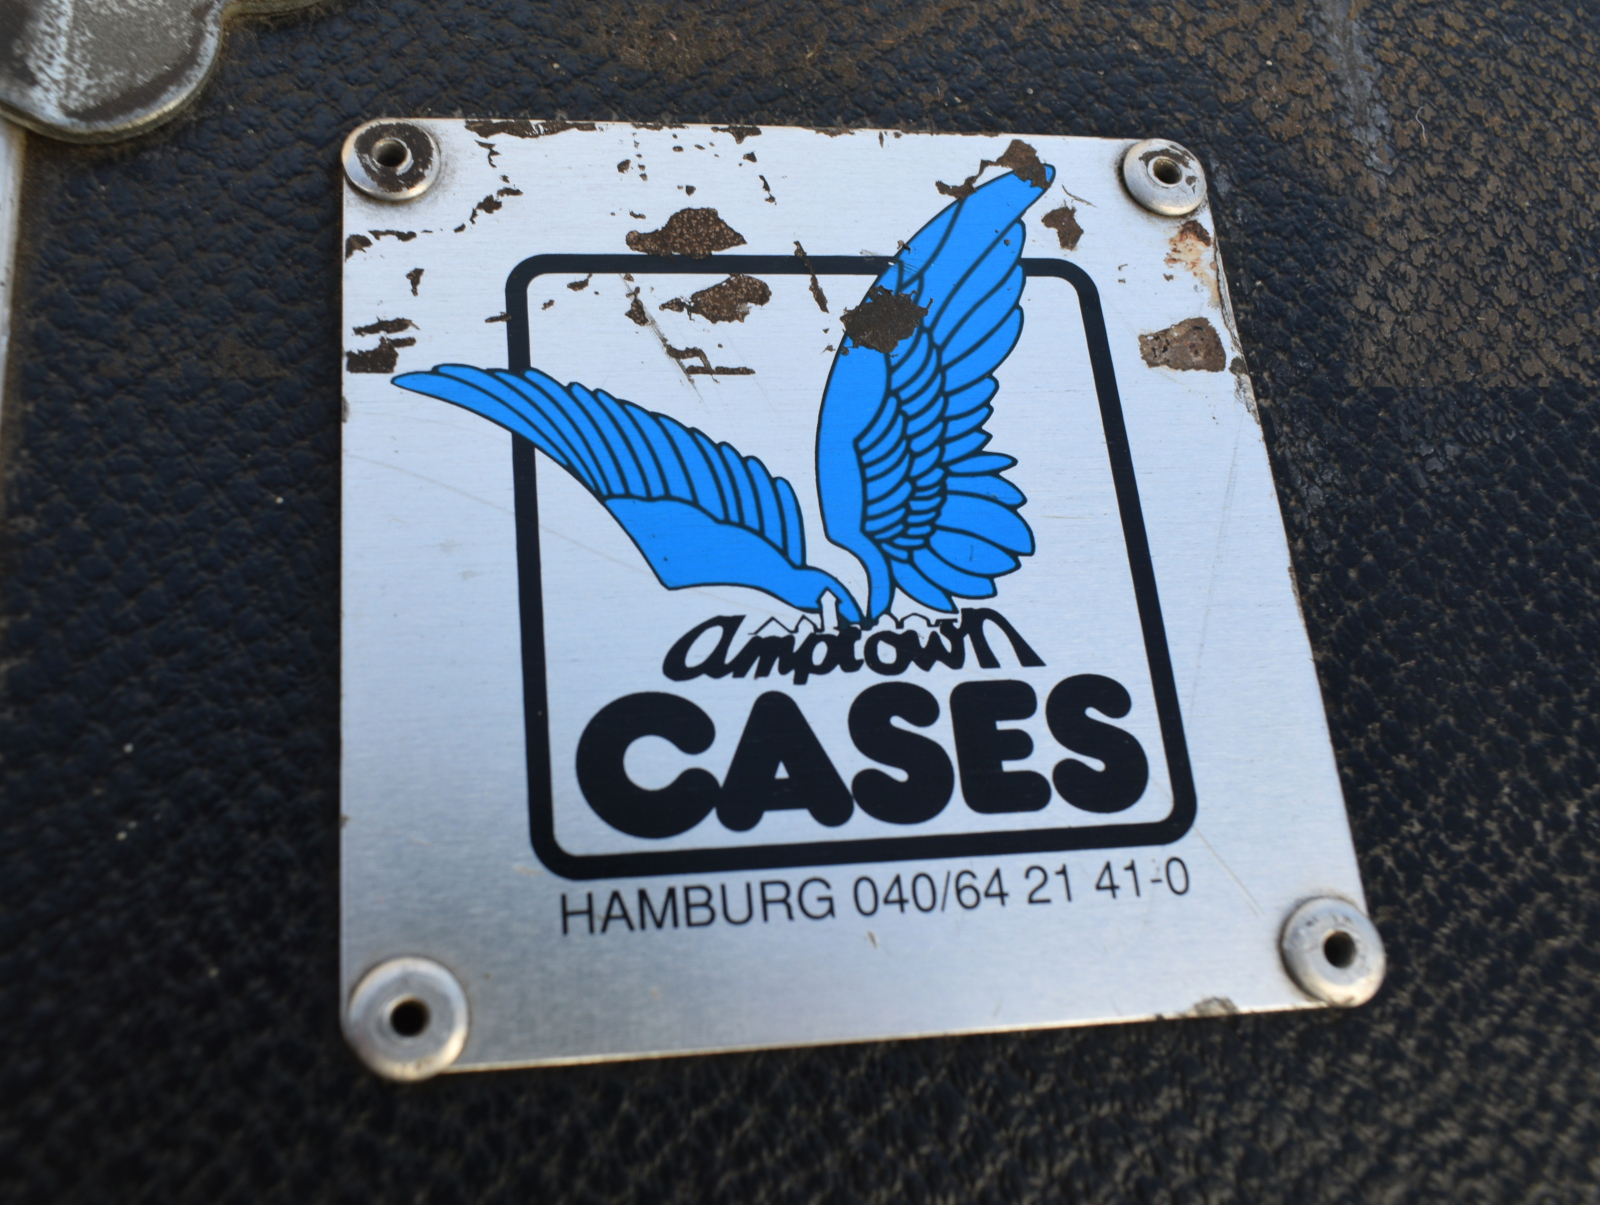 amptown
CASES
HAMBURG 040/64 21 41-0